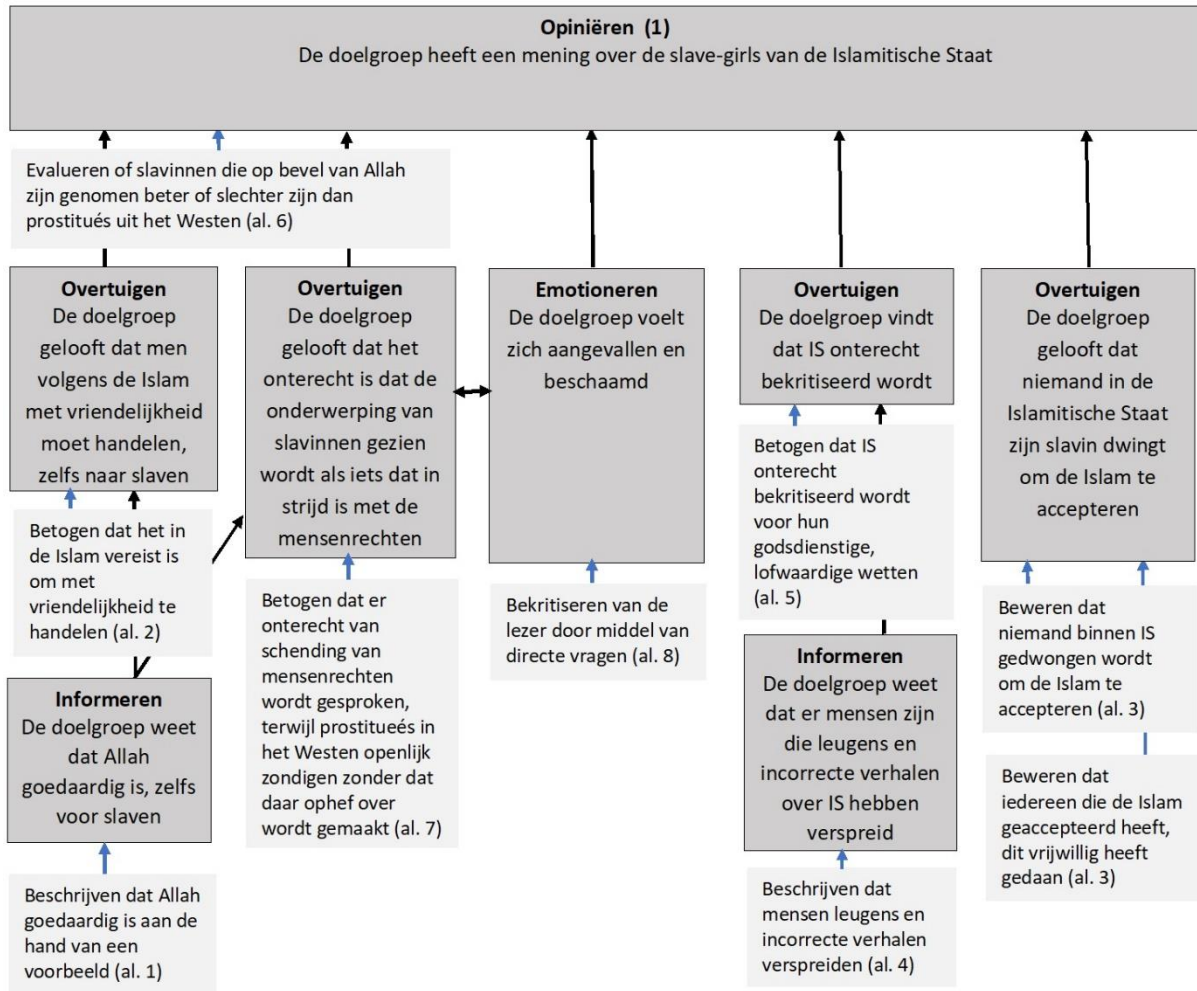 Opiniëren (1)
De doelgroep heeft een mening over de slave-girls van de Islamitische Staat
Evalueren of slavinnen die op bevel van Allah
zijn genomen beter of slechter zijn dan
prostitués uit het Westen (al. 6)
Overtuigen
De doelgroep
gelooft dat men
volgens de Islam
met vriendelijkheid
moet handelen,
zelfs naar slaven
Betogen dat het in
de Islam vereist is
om met
vriendelijkheid te
handelen (al. 2)
Informeren
De doelgroep weet
dat Allah
goedaardig is, zelfs
voor slaven
Beschrijven dat Allah
goedaardig is aan de
hand van een
voorbeeld (al. 1)
Overtuigen
De doelgroep
gelooft dat het
onterecht is dat de
onderwerping van
slavinnen gezien
wordt als iets dat in
strijd is met de
mensenrechten
Betogen dat er
onterecht van
schending van
mensenrechten
wordt gesproken,
terwijl prostitueés in
het Westen openlijk
zondigen zonder dat
daar ophef over
wordt gemaakt (al. 7)
Emotioneren
De doelgroep voelt
zich aangevallen en
beschaamd
Bekritiseren van de
lezer door middel van
directe vragen (al. 8)
Overtuigen
De doelgroep vindt
dat IS onterecht
bekritiseerd wordt
Betogen dat IS
onterecht
bekritiseerd wordt
voor hun
godsdienstige,
lofwaardige wetten
(al. 5)
Informeren
De doelgroep weet
dat er mensen zijn
die leugens en
incorrecte verhalen
over IS hebben
verspreid
Beschrijven dat
mensen leugens en
incorrecte verhalen
verspreiden (al. 4)
Overtuigen
De doelgroep
gelooft dat
niemand in de
Islamitische Staat
zijn slavin dwingt
om de Islam te
accepteren
Beweren dat
niemand binnen IS
gedwongen wordt
om de Islam te
accepteren (al. 3)
Beweren dat
iedereen die de Islam
geaccepteerd heeft,
dit vrijwillig heeft
gedaan (al. 3)